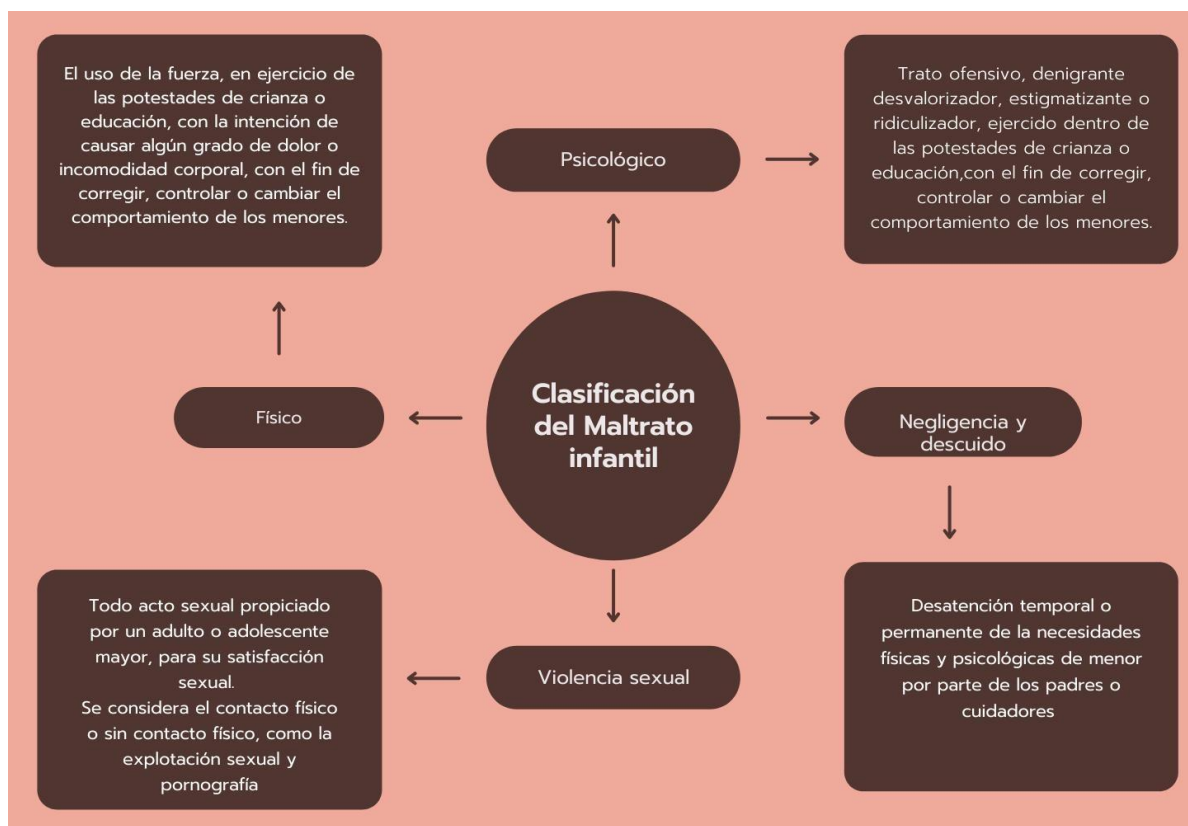 El uso de la fuerza, en ejercicio de
las potestades de crianza o
educación, con la intención de
causar algún grado de dolor o
incomodidad corporal, con el fin de
corregir, controlar o cambiar el
comportamiento de los menores.
Psicológico
Trato ofensivo, denigrante
desvalorizador, estigmatizante o
ridiculizador, ejercido dentro de
las potestades de crianza o
educación,con el fin de corregir,
controlar o cambiar el
comportamiento de los menores.
Físico
Clasificación
del Maltrato
infantil
Negligencia y
descuido
Todo acto sexual propiciado
por un adulto o adolescente
mayor, para su satisfacción
sexual.
Se considera el contacto físico
o sin contacto físico, como la
explotación sexual y
pornografía
Violencia sexual
Desatención temporal o
permanente de la necesidades
físicas y psicológicas de menor
por parte de los padres o
cuidadores